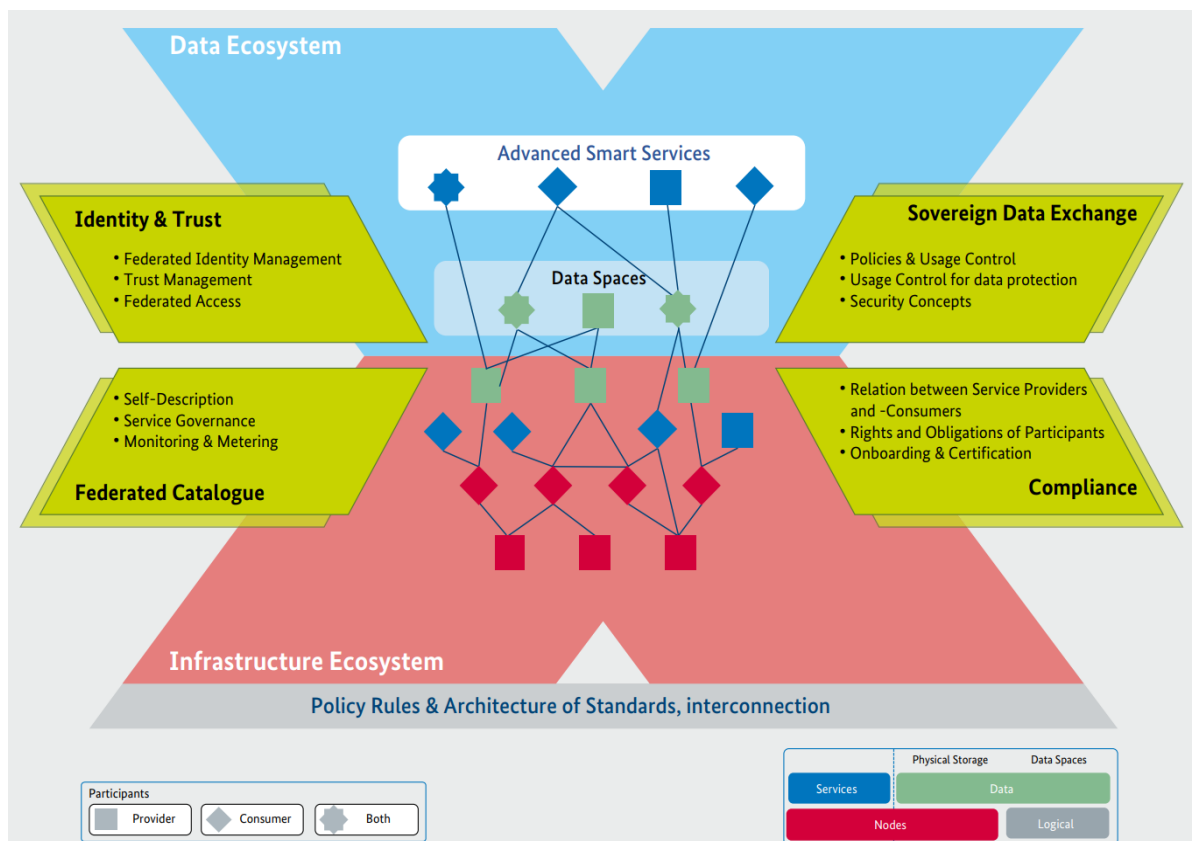 Data Ecosystem
Advanced Smart Services
Identity & Trust
• Federated Identity Management
• Trust Management
• Federated Access
Sovereign Data Exchange
• Policies & Usage Control
• Usage Control for data protection
• Security Concepts
Data Spaces
• Self-Description
• Service Governance
• Monitoring & Metering
Federated Catalogue
• Relation between Service Providers
and -Consumers
• Rights and Obligations of Participants
• Onboarding & Certification
Compliance
Infrastructure Ecosystem
Policy Rules & Architecture of Standards, interconnection
Participants
Provider
Consumer
Both
Physical Storage
Data Spaces
Services
Data
Nodes
Logical